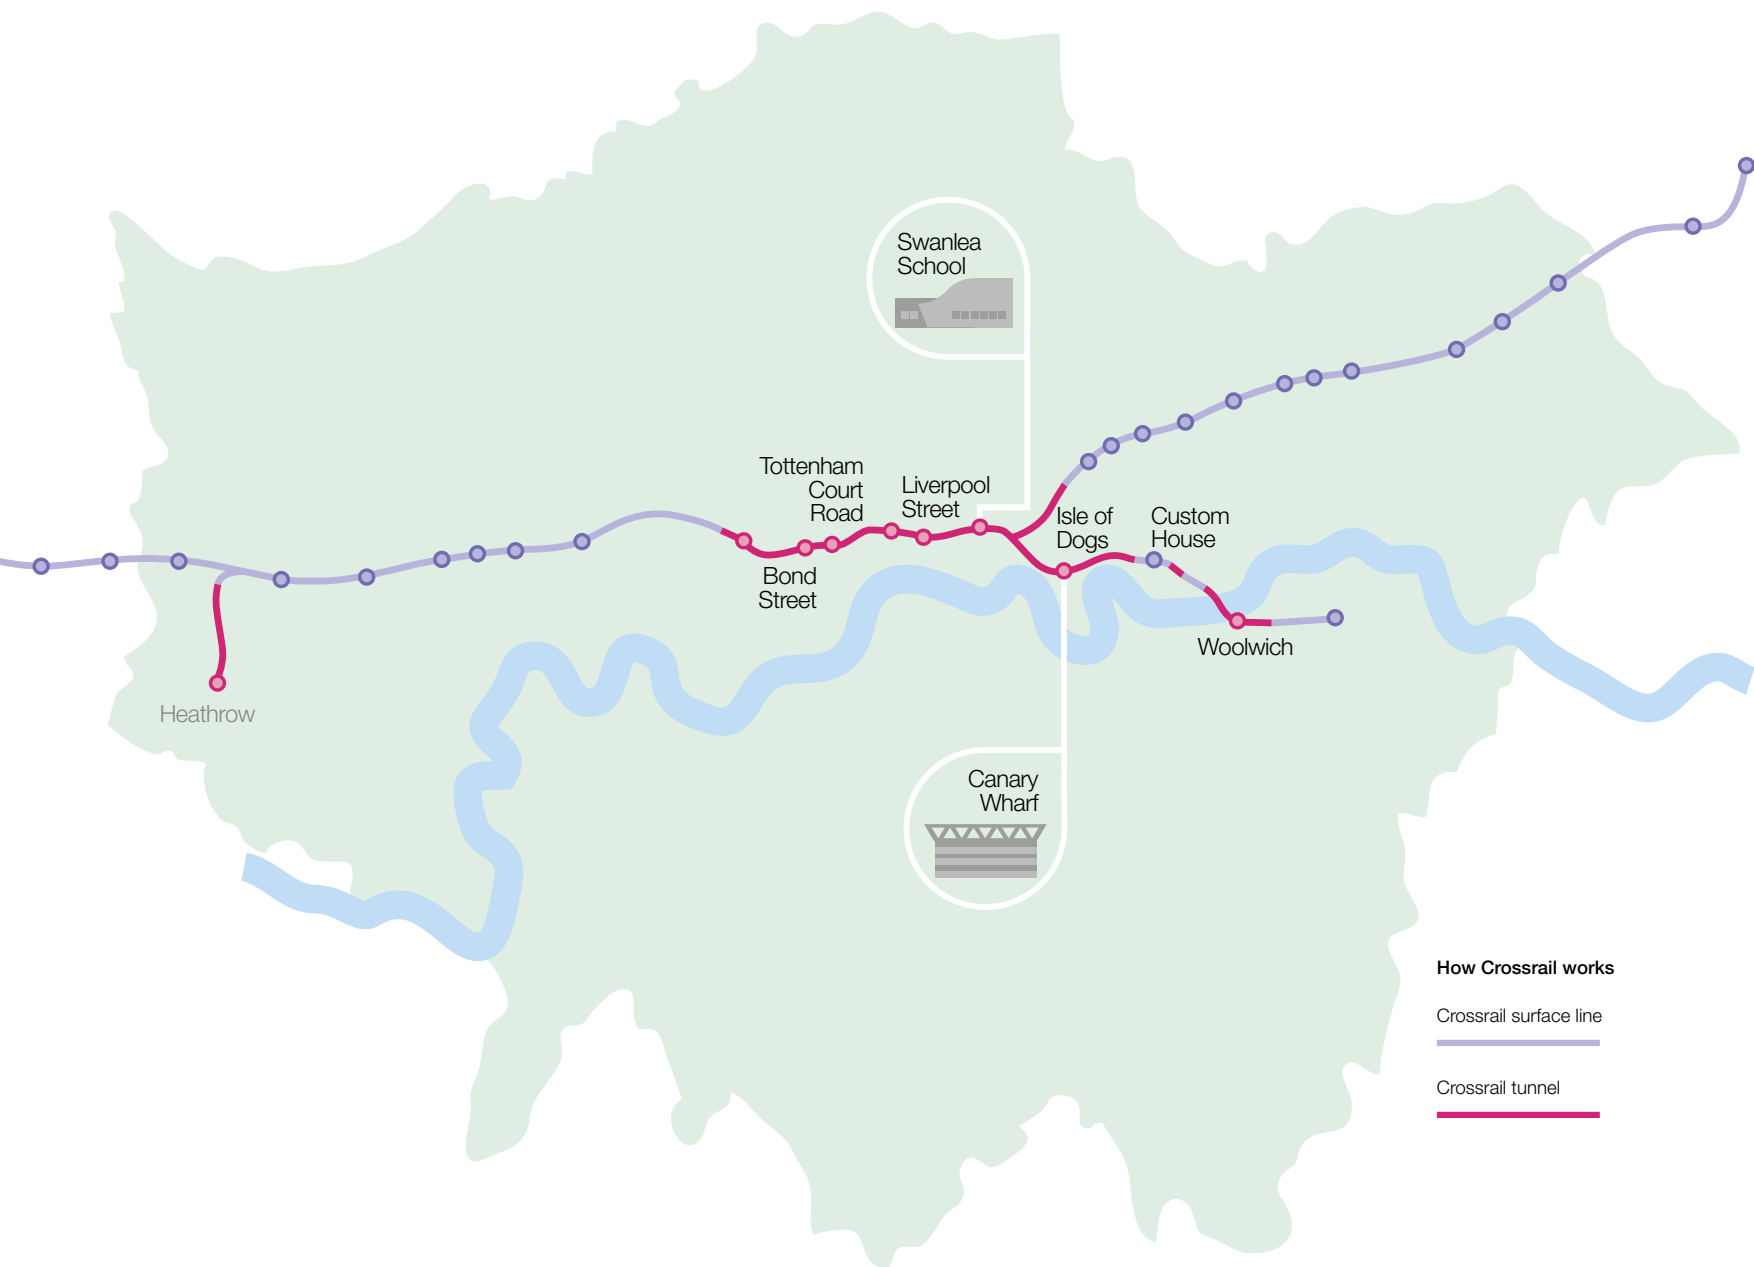 Swanlea
School
Tottenham
Court
Road
Liverpool
Street
Isle of
Dogs
Custom
House
Bond
Street
Woolwich
Heathrow
Canary
Wharf
How Crossrail works
Crossrail surface line
Crossrail tunnel